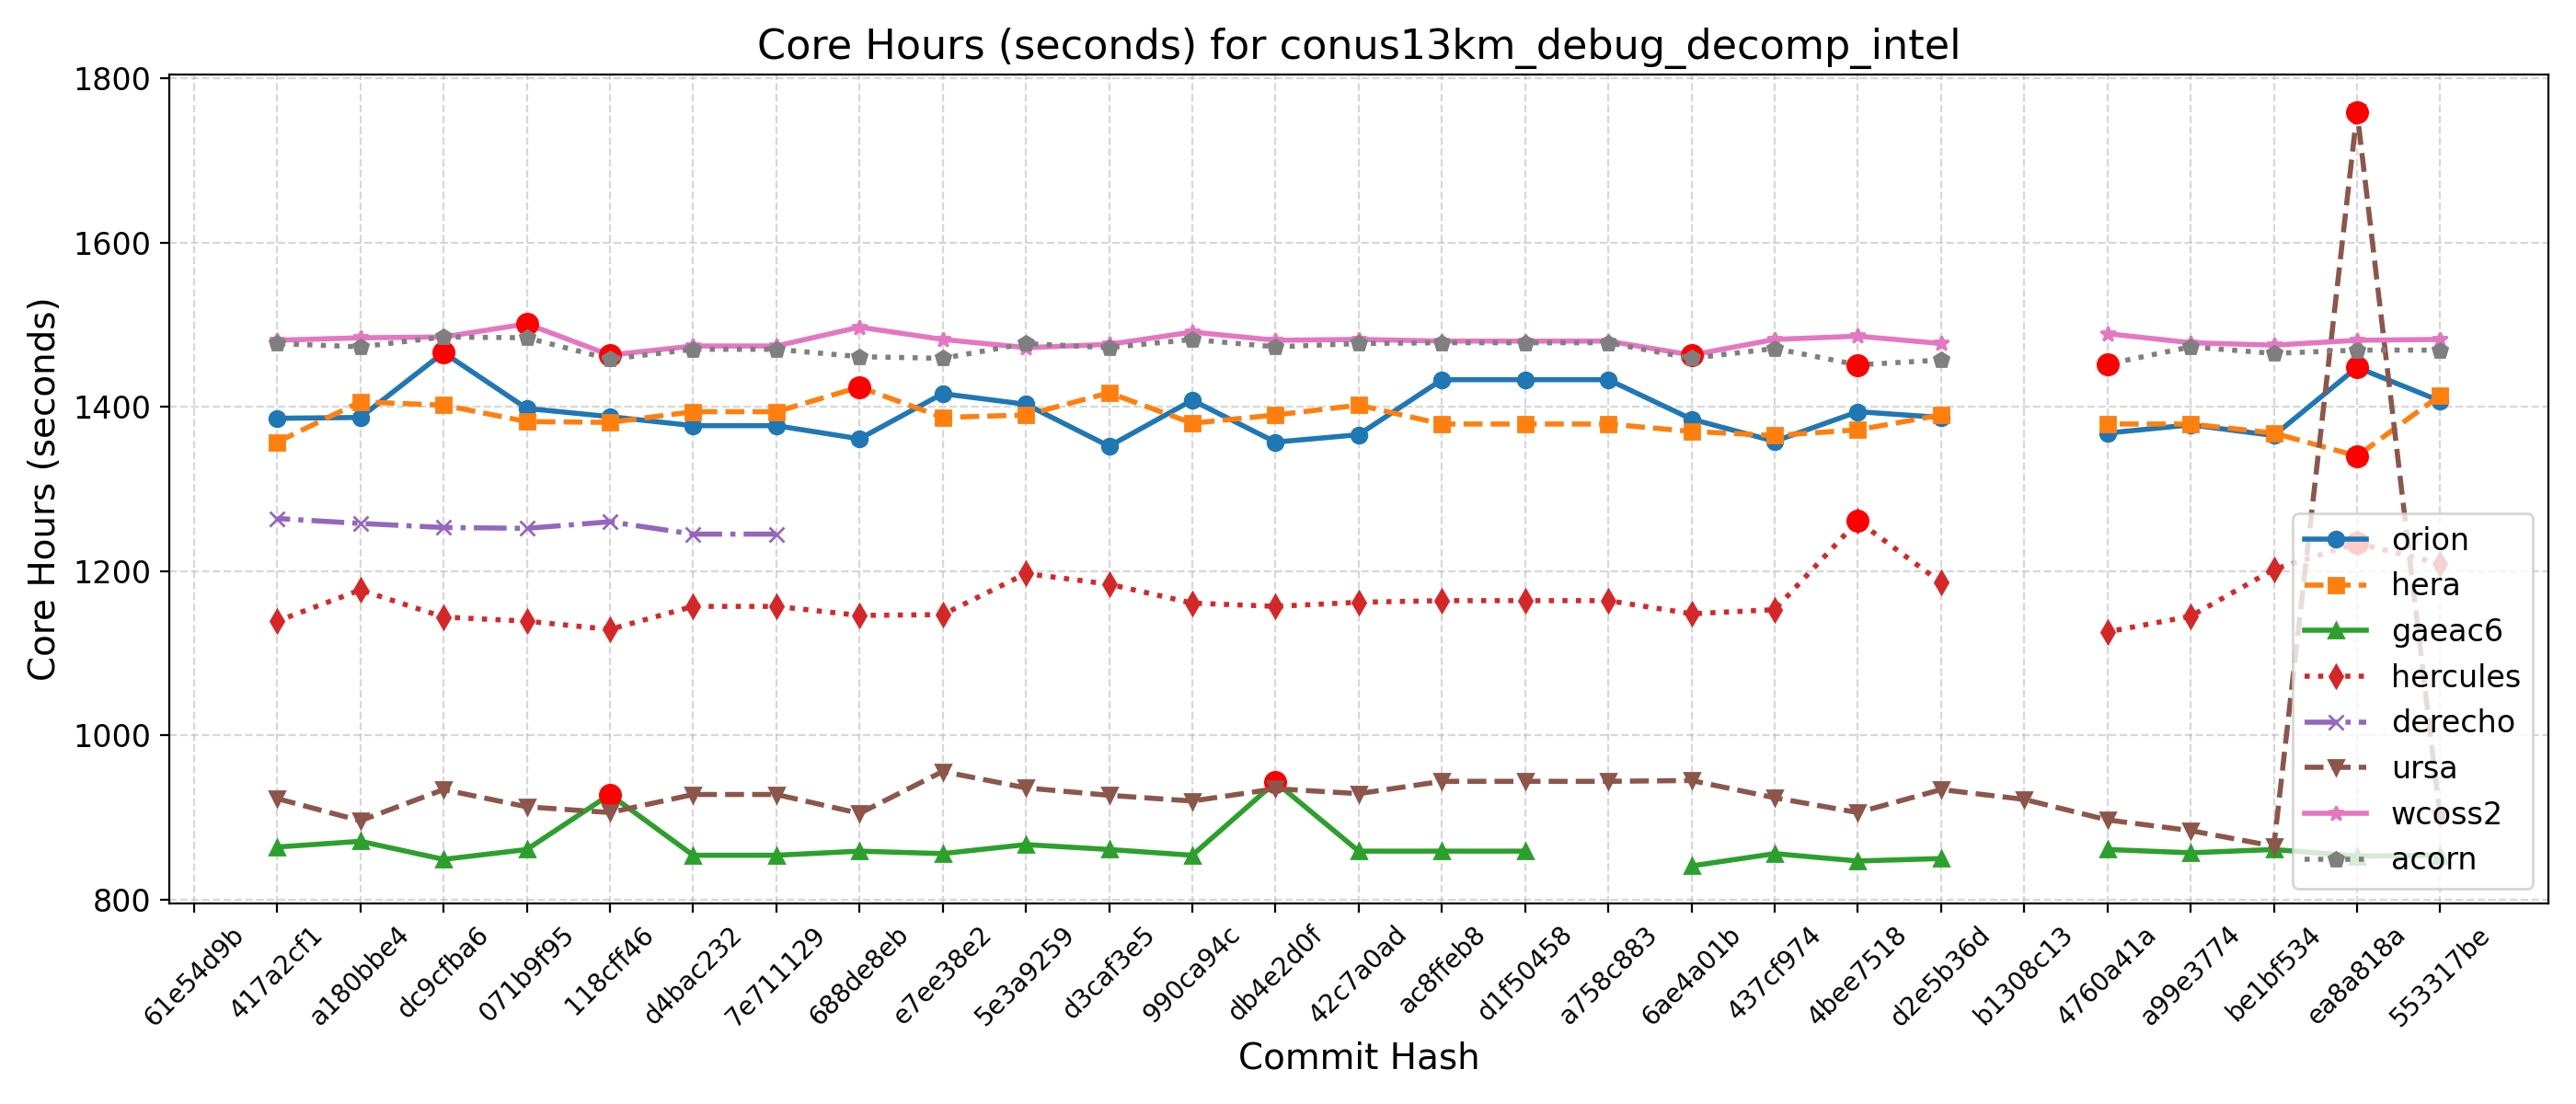 Core Hours (seconds) for conus13km_debug_decomp_intel
Core Hours (seconds)
1800
1600
1400
1200
1000
800
orion
hera
gaeac6
hercules
derecho
ursa
wcoss2
acorn
61e54d9b
417a2cf1
a180bbe4
dc9cfba6
071b9f95
118cff46
d4bac232
7e711129
688de8eb
e7ee38e2
5e3a9259
d3caf3e5
990ca94c
db4e2d0f
42c7a0ad
ac8ffeb8
d1f50458
a758c883
6ae4a01b
437cf974
4bee7518
d2e5b36d
b1308c13
4760a41a
a99e3774
be1bf534
ea8a818a
553317be
Commit Hash